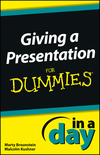 Giving a
Presentation
FOR
DUMMIES
Marty Brounstein
Malcolm Kushner
in a
day